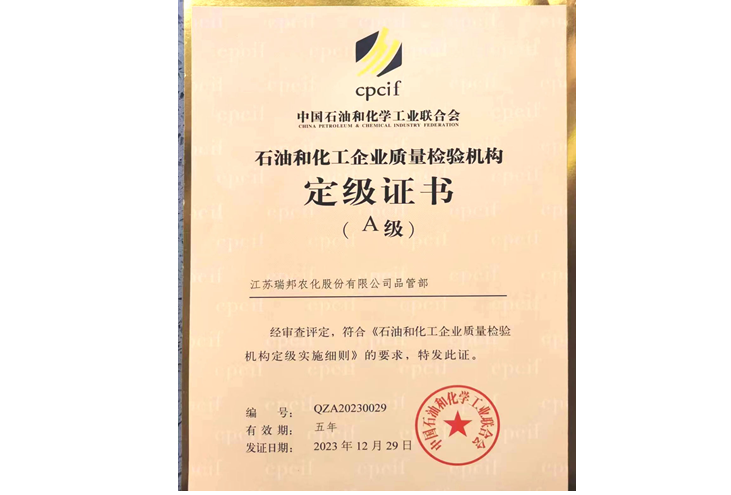 cpcif
中国石油和化学工业联合会
CHINA PETROLEUM & CHEMICAL INDUSTRY FEDERATION
石油和化工企业质量检验机构
定级证书
（A级）
江苏瑞邦农化股份有限公司品管部
经审查评定，符合《石油和化工企业质量检验
机构定级实施细则》的要求，特发此证。
编 号： QZA20230029
有 效 期： 五年
发证日期： 2023年12月29日
中国石油和化学工业联合会